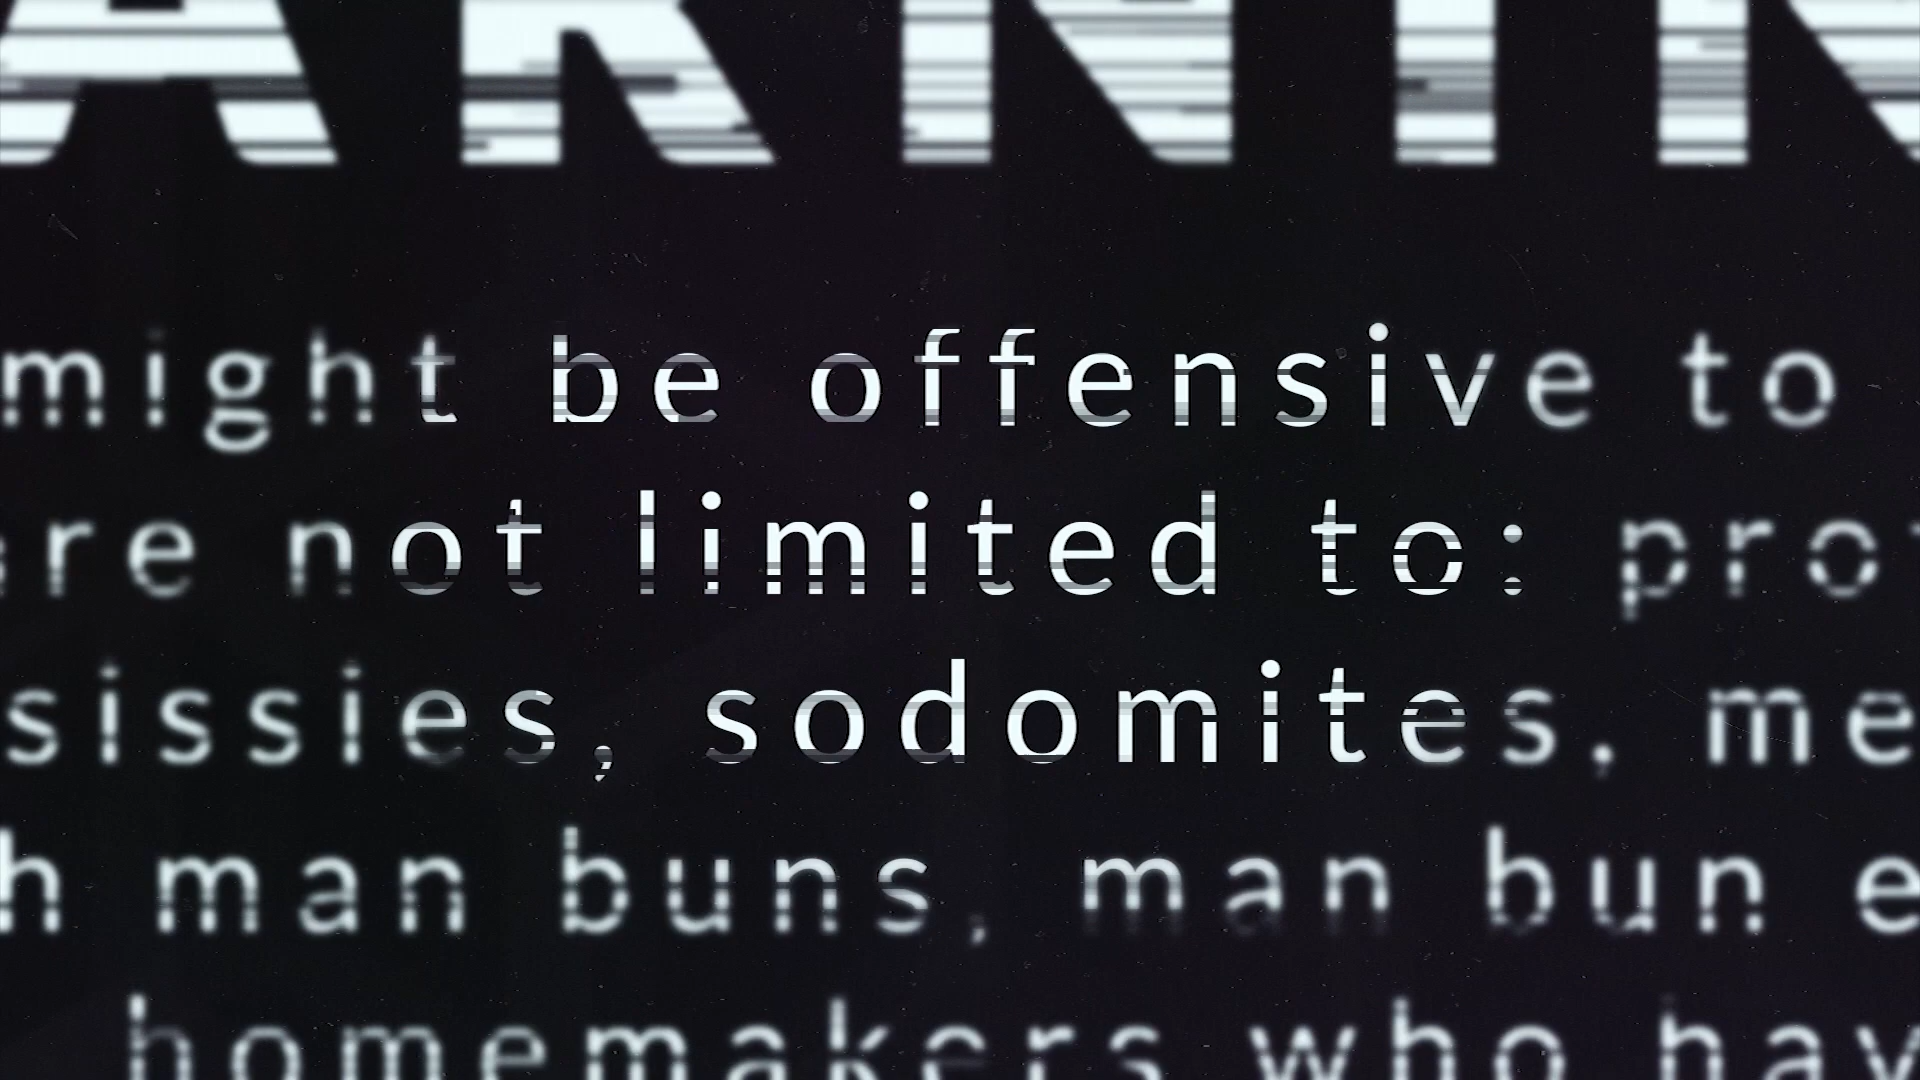 ARNIN
might be offensive to
re not limited to: pro
sissies, sodomites, me
h man buns, man bun e
homemakers who hav